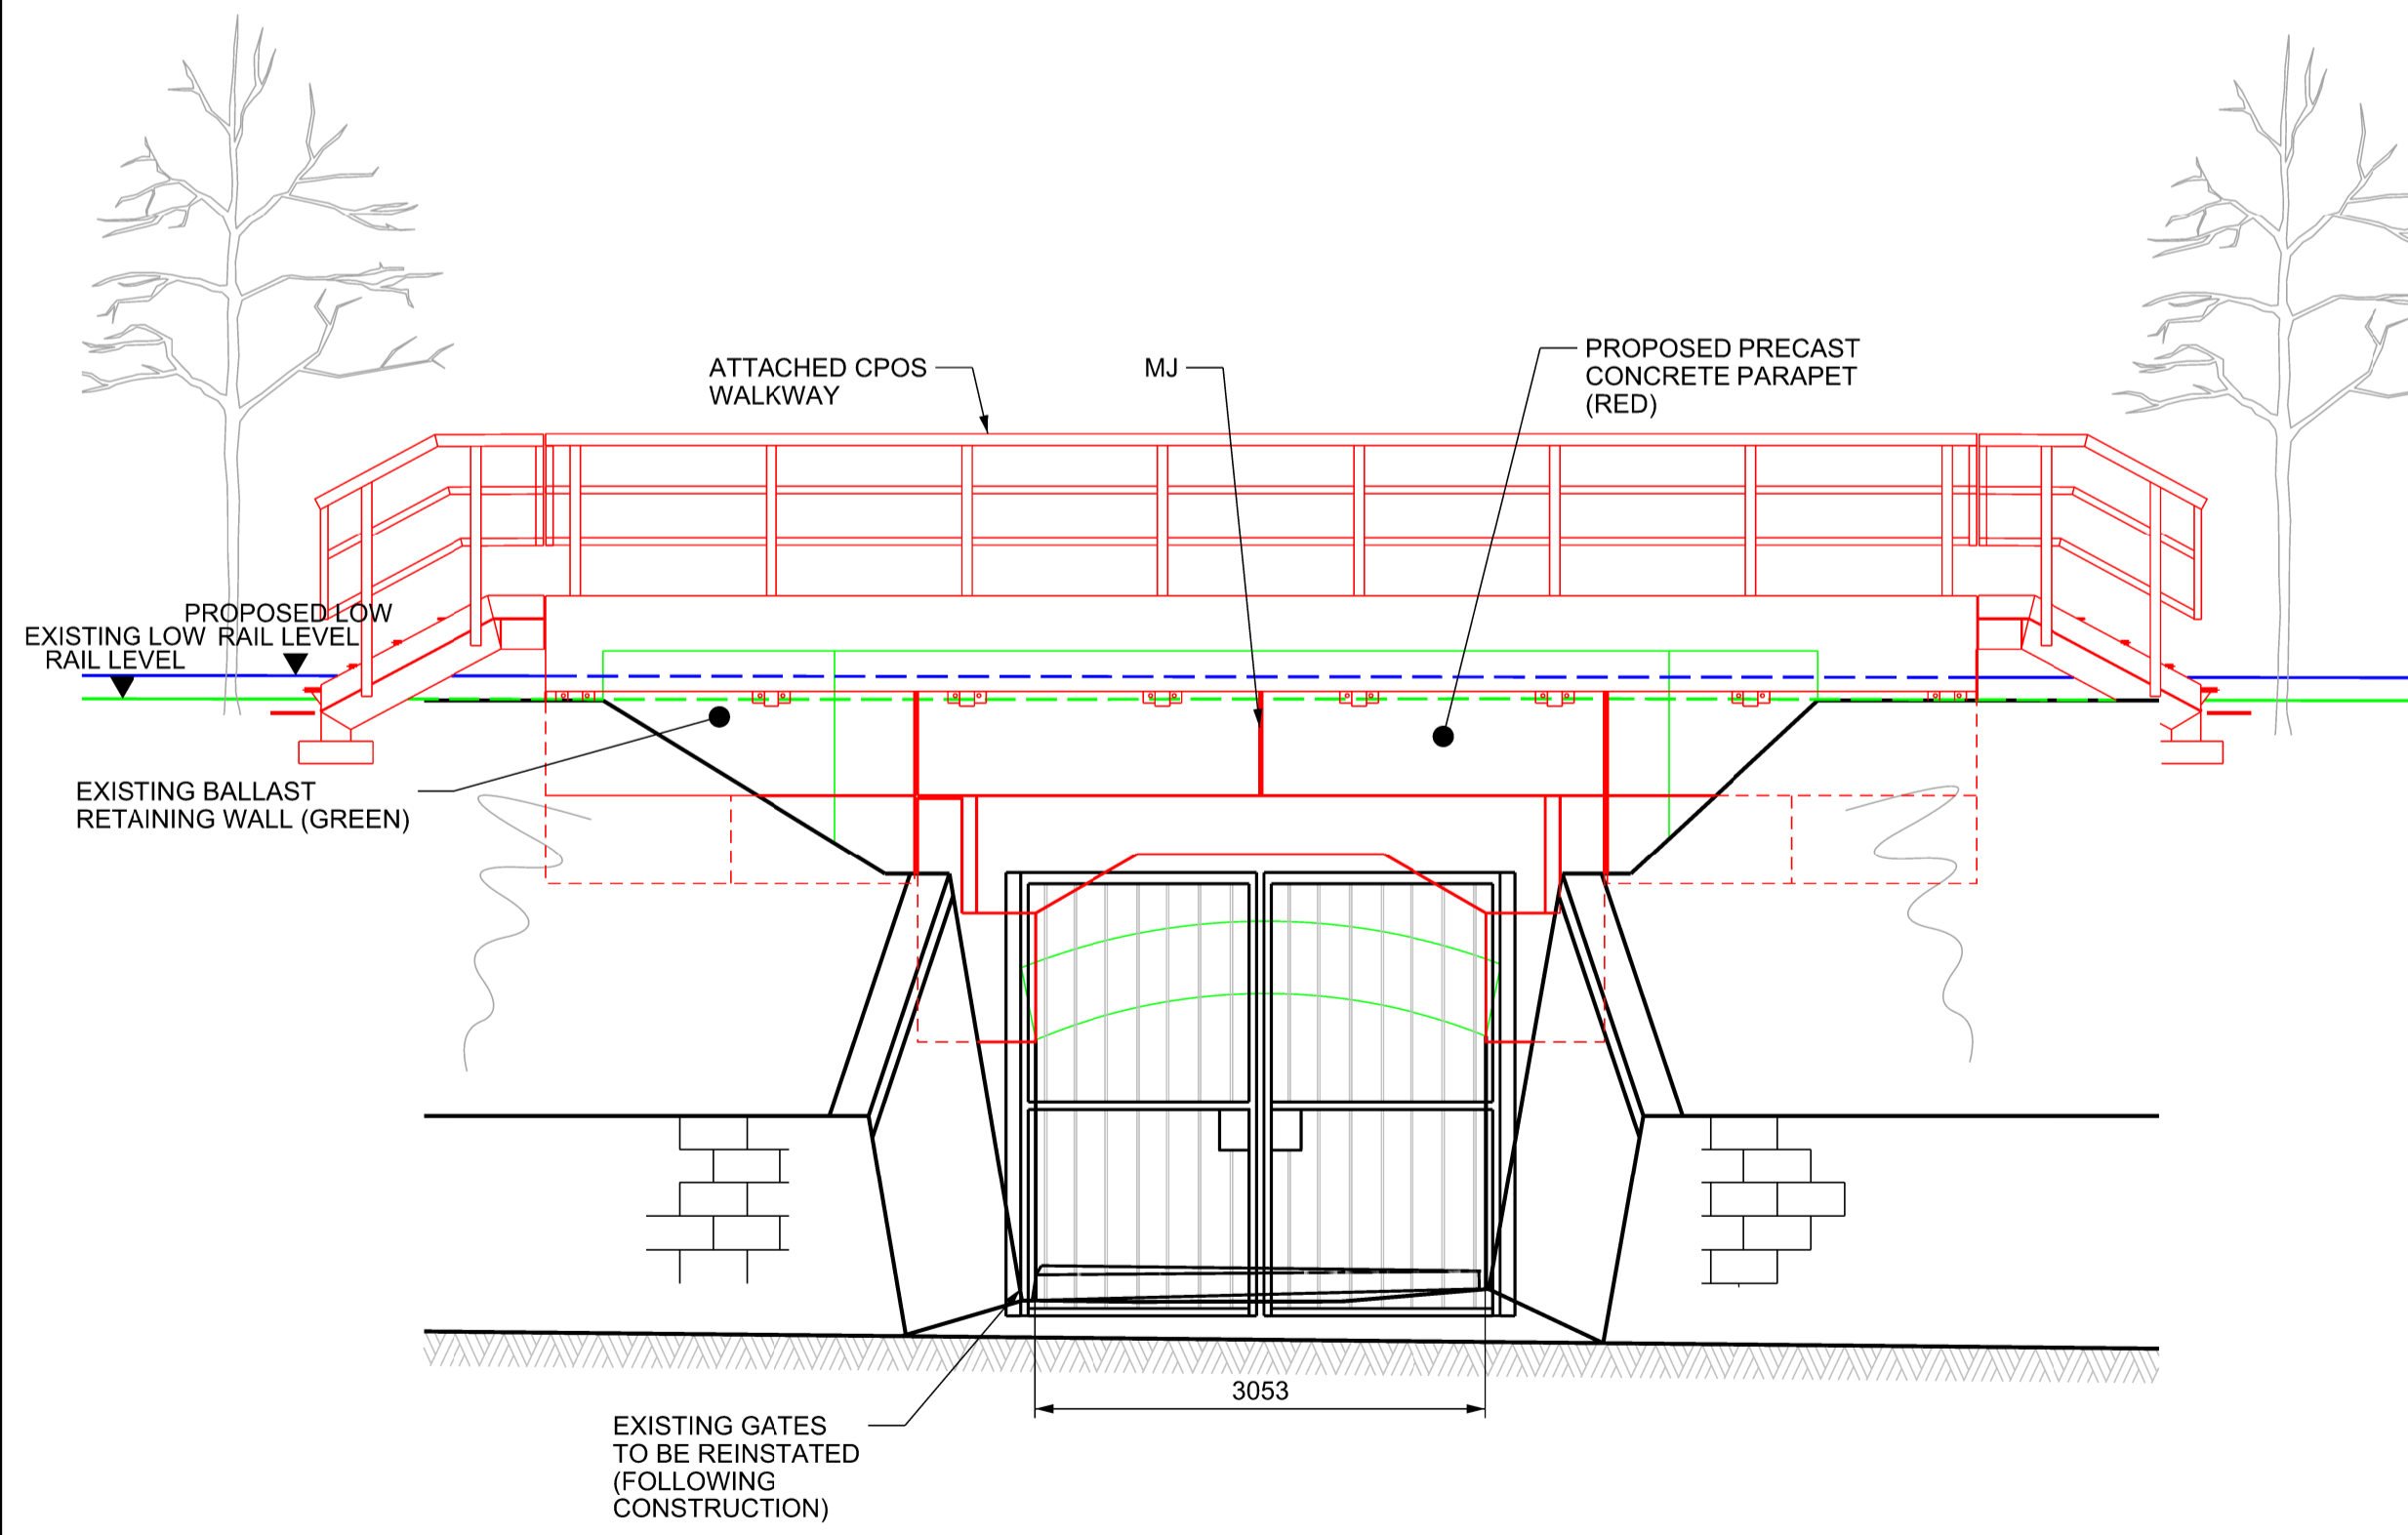 ATTACHED CPOS
WALKWAY
MJ
PROPOSED PRECAST
CONCRETE PARAPET
(RED)
PROPOSED LOW
RAIL LEVEL
EXISTING LOW
RAIL LEVEL
EXISTING BALLAST
RETAINING WALL (GREEN)
3053
EXISTING GATES
TO BE REINSTATED
(FOLLOWING
CONSTRUCTION)